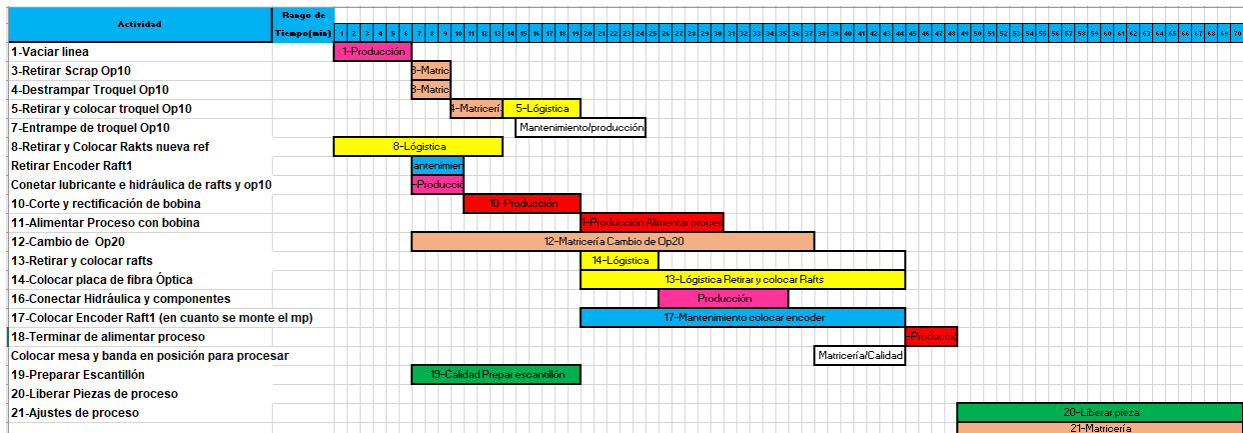 Actividad
Rango de
Tiempo(min)
1 2 3 4 5 6 7 8 9 10 11 12 13 14 15 16 17 18 19 20 21 22 23 24 25 26 27 28 29 30 31 32 33 34 35 36 37 38 39 40 41 42 43 44 45 46 47 48 49 50 51 52 53 54 55 56 57 58 59 60 61 62 63 64 65 66 67 68 69 70
1-Vaciar linea
1-Producción
3-Retirar Scrap Op10
3-Matric
4-Destrampar Troquel Op10
3-Matric
5-Retirar y colocar troquel Op10
4-Matricerí
5-Lógistica
7-Entrampe de troquel Op10
Mantenimiento/producción
8-Retirar y Colocar Rakts nueva ref
8-Lógistica
Retirar Encoder Raft1
antenimien
Conetar lubricante e hidráulica de rafts y op10
-Producció
10-Corte y rectificación de bobina
10-Producción
11-Alimentar Proceso con bobina
1-Producción Alimentar proces
12-Cambio de Op20
12-Matricería Cambio de Op20
13-Retirar y colocar rafts
14-Lógistica
14-Colocar placa de fibra Óptica
13-Lógistica Retirar y colocar Rafts
16-Conectar Hidráulica y componentes
Producción
17-Colocar Encoder Raft1 (en cuanto se monte el mp)
17-Mantenimiento colocar encoder
18-Terminar de alimentar proceso
-Producció
Colocar mesa y banda en posición para procesar
Matricería/Calidad
19-Preparar Escantillón
19-Calidad Prepar escantillón
20-Liberar Piezas de proceso
21-Ajustes de proceso
20-Liberar pieza
21-Matricería